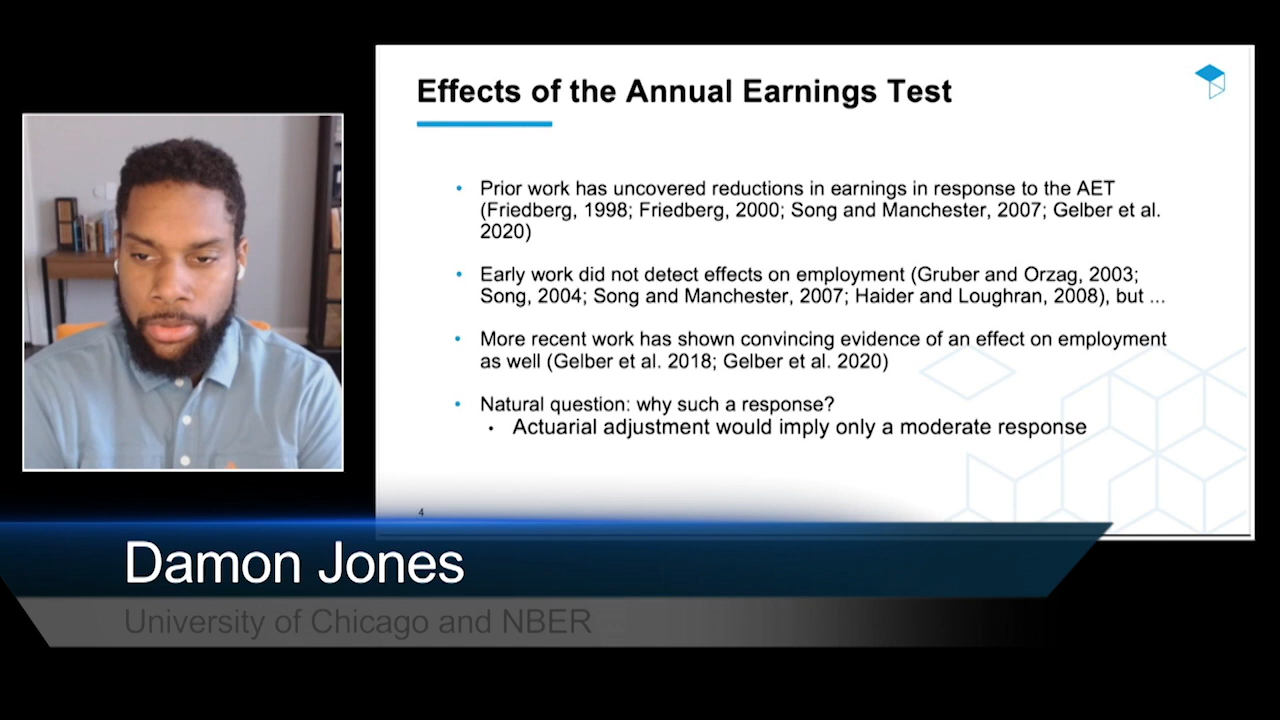 Effects of the Annual Earnings Test
• Prior work has uncovered reductions in earnings in response to the AET
(Friedberg, 1998; Friedberg, 2000; Song and Manchester, 2007; Gelber et al.
2020)
• Early work did not detect effects on employment (Gruber and Orzag, 2003;
Song, 2004; Song and Manchester, 2007; Haider and Loughran, 2008), but ...
• More recent work has shown convincing evidence of an effect on employment
as well (Gelber et al. 2018; Gelber et al. 2020)
• Natural question: why such a response?
• Actuarial adjustment would imply only a moderate response
4
Damon Jones
University of Chicago and NBER